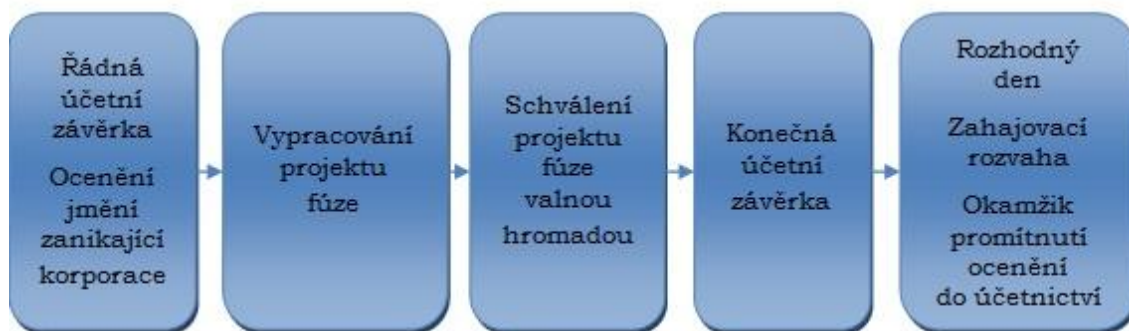 Řádná
účetní
závěrka
Ocenění
jmění
zanikající
korporace
Vypracování
projektu
fúze
Schválení
projektu
fúze
valnou
hromadou
Konečná
účetní
závěrka
Rozhodný
den
Zahajovací
rozvaha
Okamžik
promítnutí
ocenění
do účetnictví